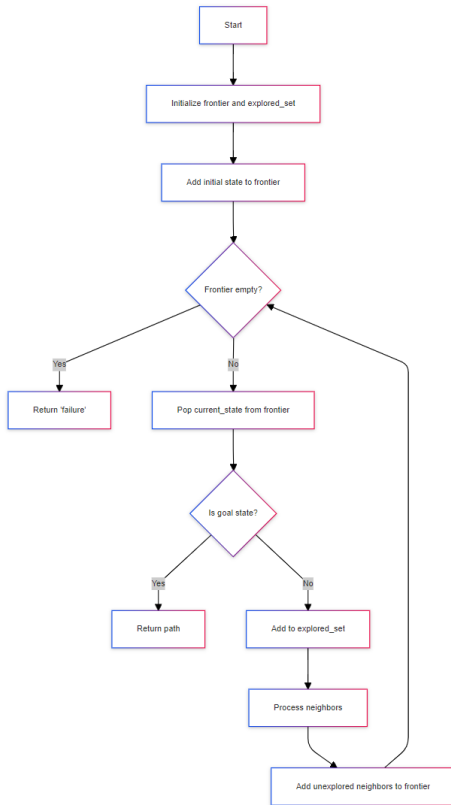 Start
Initialize frontier and explored_set
Add initial state to frontier
Frontier empty?
Yes
No
Return 'failure'
Pop current_state from frontier
Is goal state?
Yes
No
Return path
Add to explored_set
Process neighbors
Add unexplored neighbors to frontier